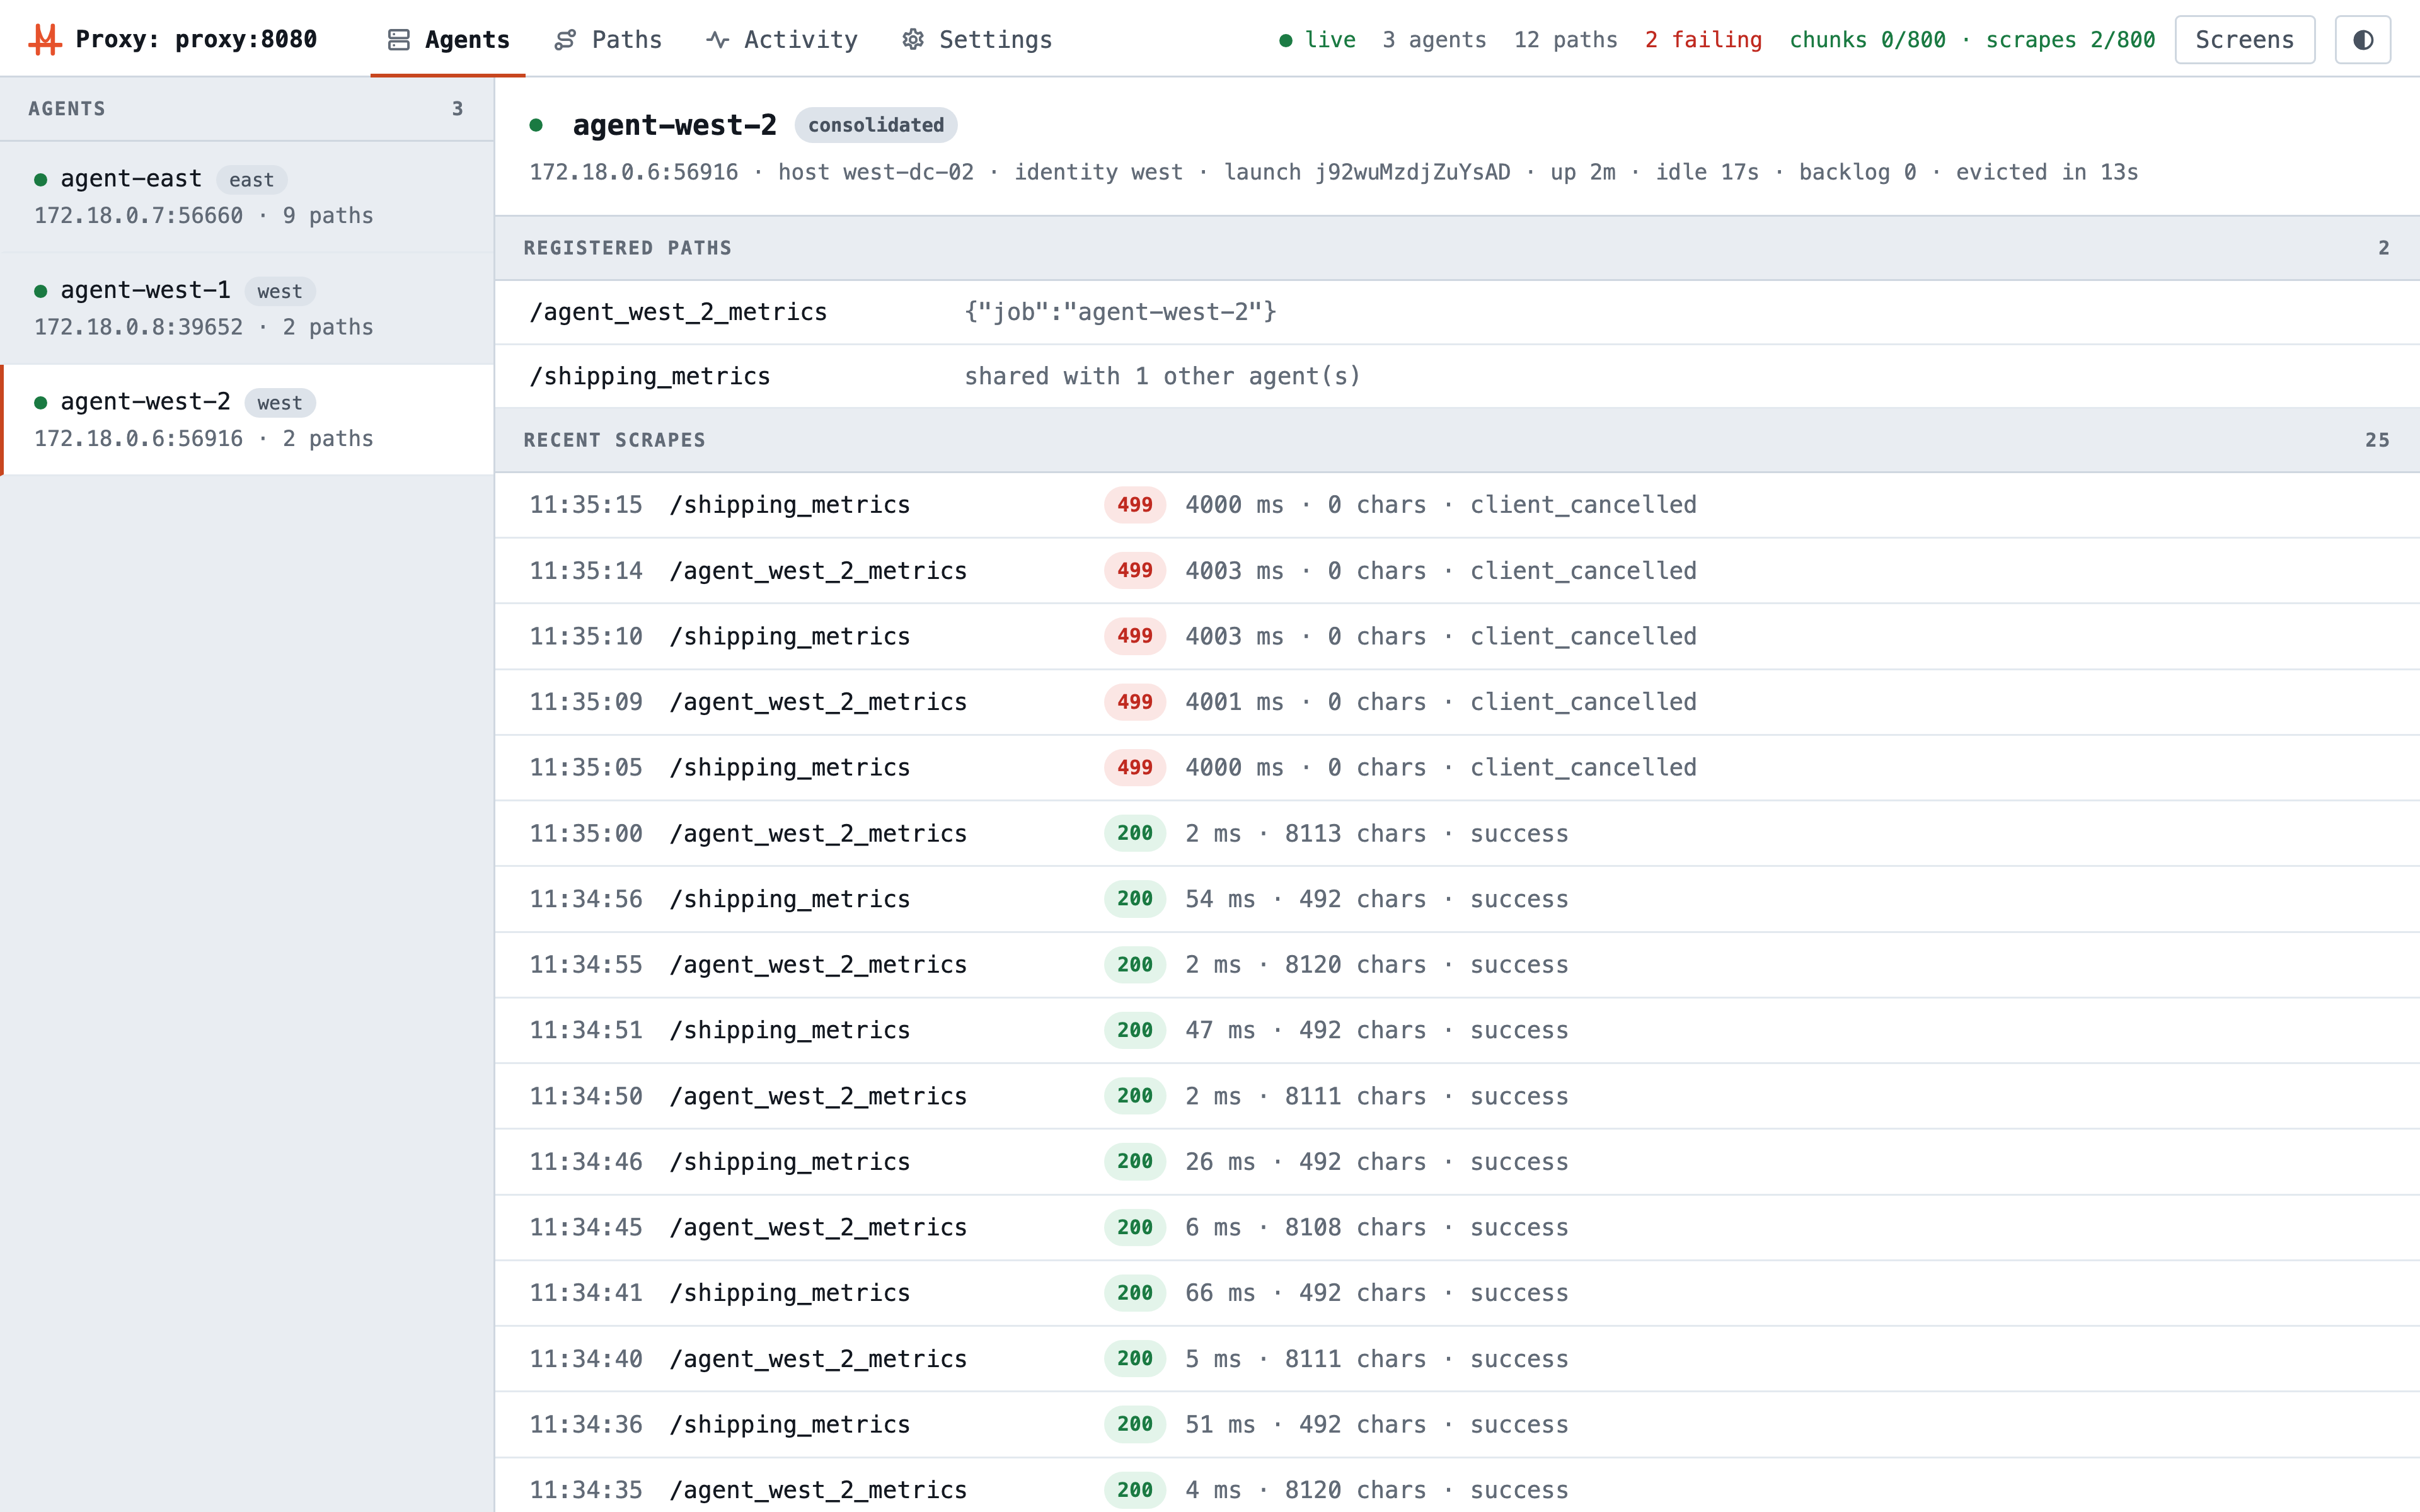 Proxy: proxy:8080 Agents Paths Activity Settings live 3 agents 12 paths 2 failing chunks 0/800 · scrapes 2/800 Screens
AGENTS 3
agent-east east
172.18.0.7:56660 · 9 paths
agent-west-1 west
172.18.0.8:39652 · 2 paths
agent-west-2 west
172.18.0.6:56916 · 2 paths
agent-west-2 consolidated
172.18.0.6:56916 · host west-dc-02 · identity west · launch j92wuMzdjZuYsAD · up 2m · idle 17s · backlog 0 · evicted in 13s
REGISTERED PATHS 2
/agent_west_2_metrics {"job":"agent-west-2"}
/shipping_metrics shared with 1 other agent(s)
RECENT SCRAPES 25
11:35:15 /shipping_metrics 499 4000 ms · 0 chars · client_cancelled
11:35:14 /agent_west_2_metrics 499 4003 ms · 0 chars · client_cancelled
11:35:10 /shipping_metrics 499 4003 ms · 0 chars · client_cancelled
11:35:09 /agent_west_2_metrics 499 4001 ms · 0 chars · client_cancelled
11:35:05 /shipping_metrics 499 4000 ms · 0 chars · client_cancelled
11:35:00 /agent_west_2_metrics 200 2 ms · 8113 chars · success
11:34:56 /shipping_metrics 200 54 ms · 492 chars · success
11:34:55 /agent_west_2_metrics 200 2 ms · 8120 chars · success
11:34:51 /shipping_metrics 200 47 ms · 492 chars · success
11:34:50 /agent_west_2_metrics 200 2 ms · 8111 chars · success
11:34:46 /shipping_metrics 200 26 ms · 492 chars · success
11:34:45 /agent_west_2_metrics 200 6 ms · 8108 chars · success
11:34:41 /shipping_metrics 200 66 ms · 492 chars · success
11:34:40 /agent_west_2_metrics 200 5 ms · 8111 chars · success
11:34:36 /shipping_metrics 200 51 ms · 492 chars · success
11:34:35 /agent_west_2_metrics 200 4 ms · 8120 chars · success